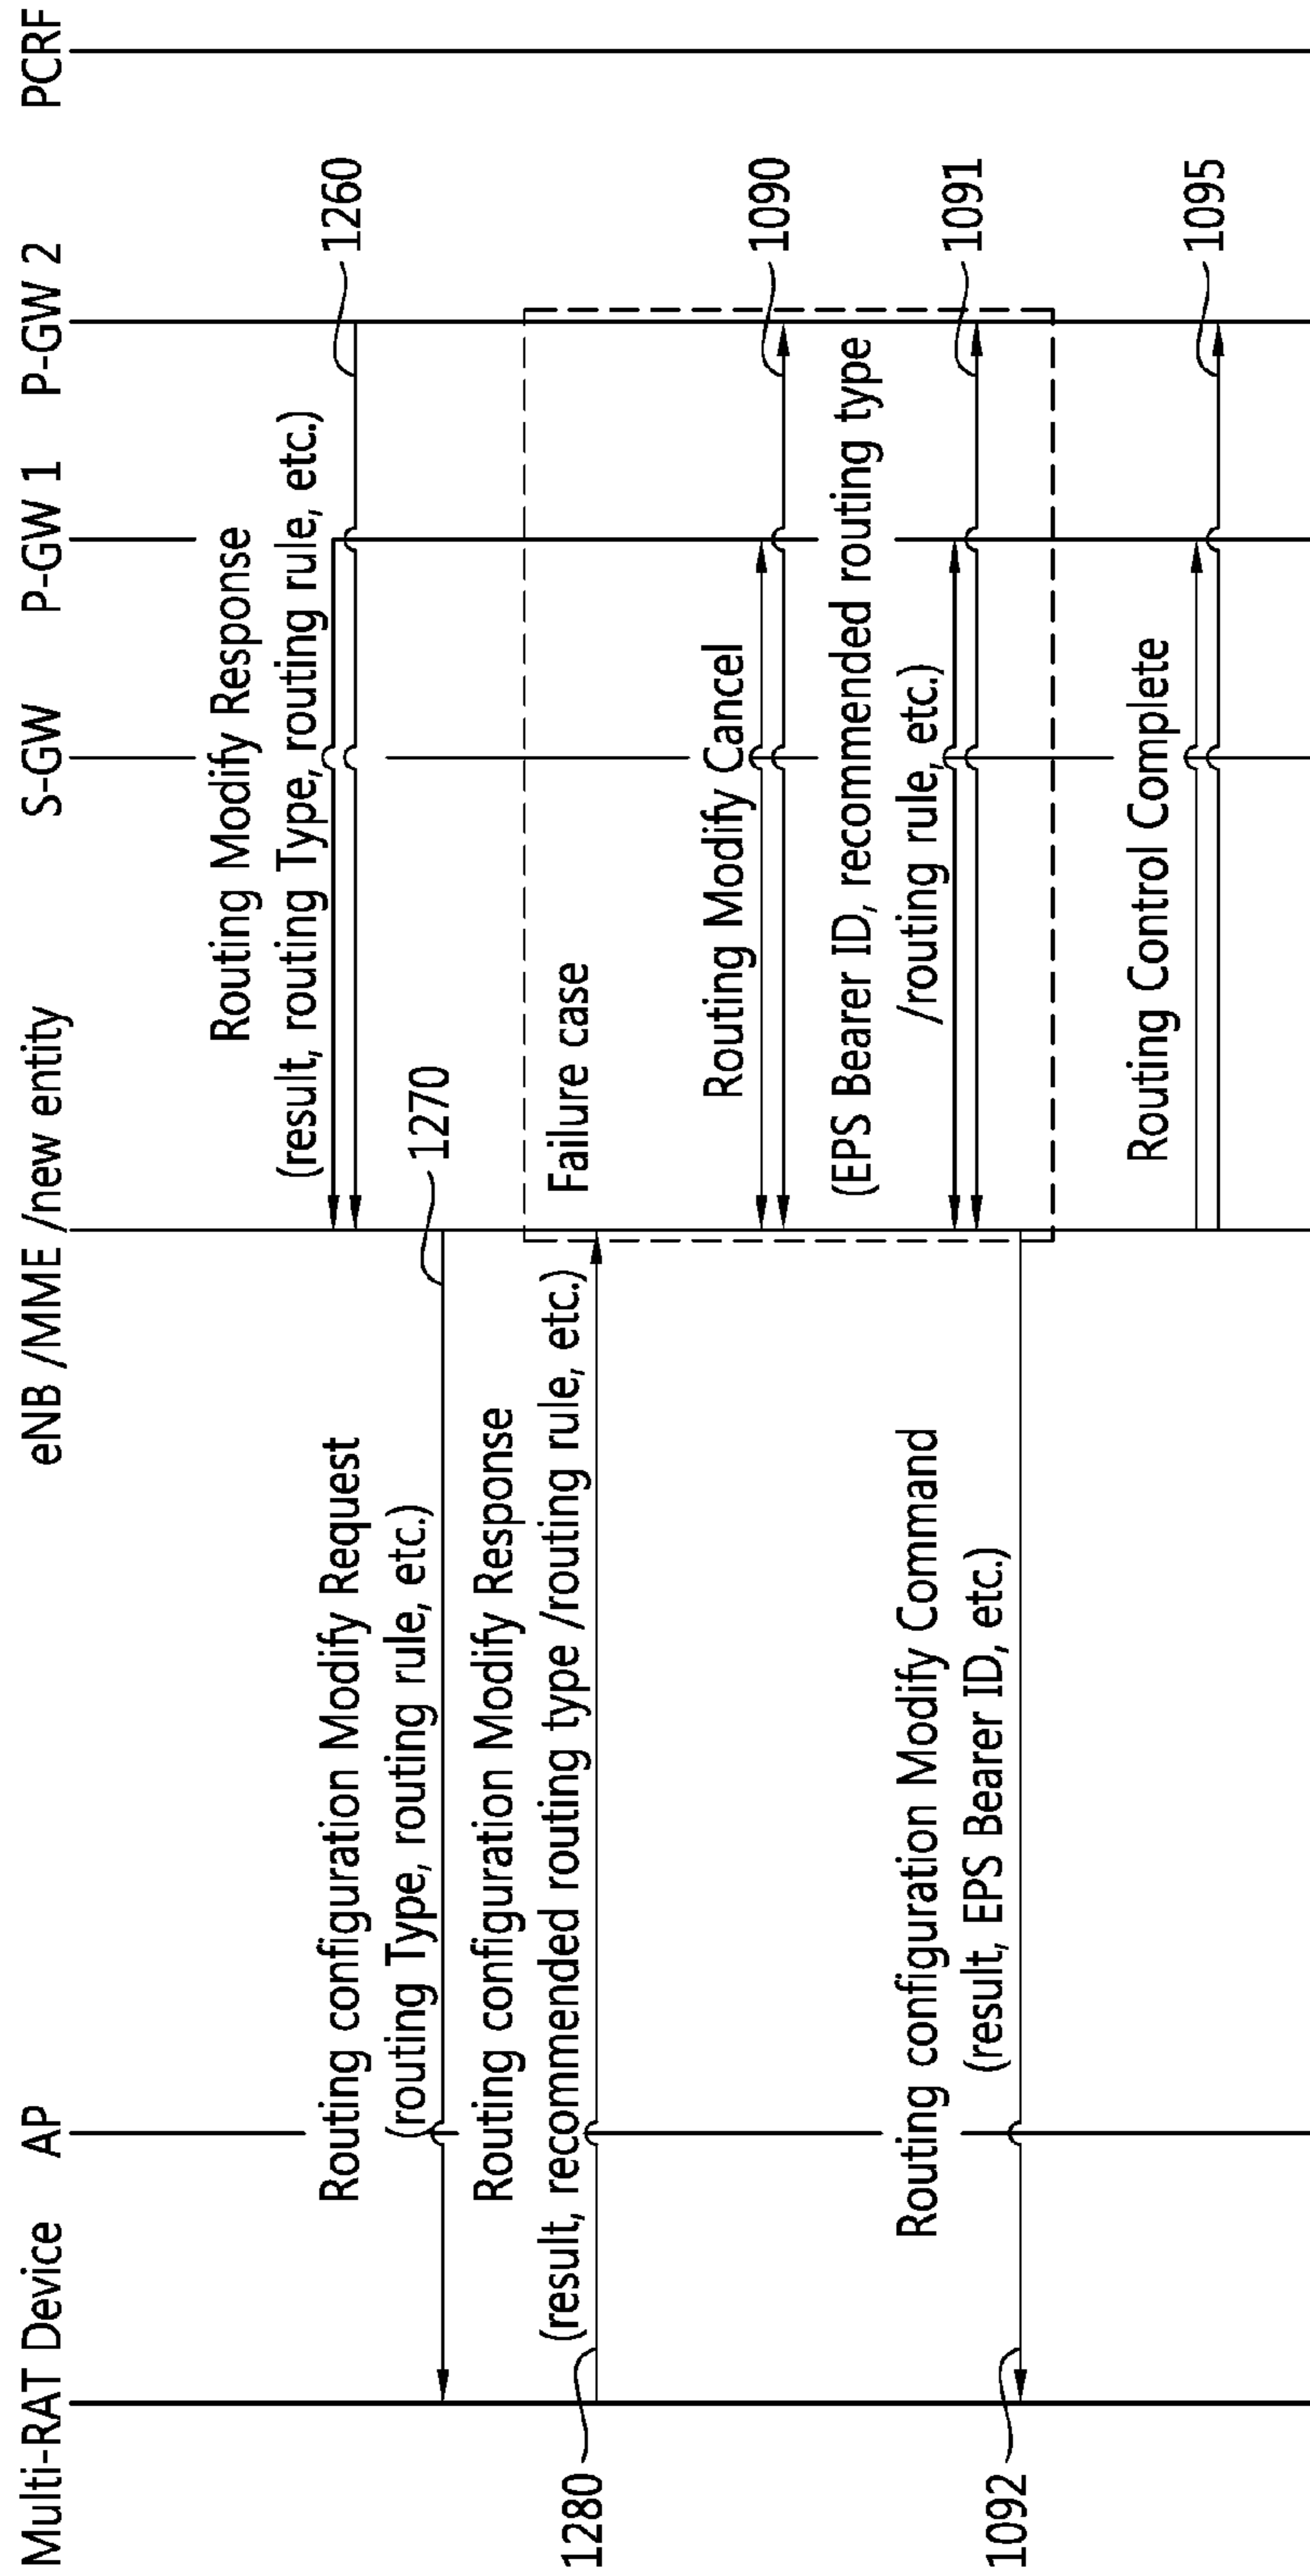 Multi-RAT Device
AP
eNB /MME /new entity
S-GW
P-GW 1
P-GW 2
PCRF
Routing Modify Response
(result, routing Type, routing rule, etc.)
1260
Routing configuration Modify Request
(routing Type, routing rule, etc.)
1270
Routing configuration Modify Response
(result, recommended routing type /routing rule, etc.)
1280
Failure case
Routing Modify Cancel
1090
(EPS Bearer ID, recommended routing type
/routing rule, etc.)
1091
Routing configuration Modify Command
(result, EPS Bearer ID, etc.)
1092
Routing Control Complete
1095